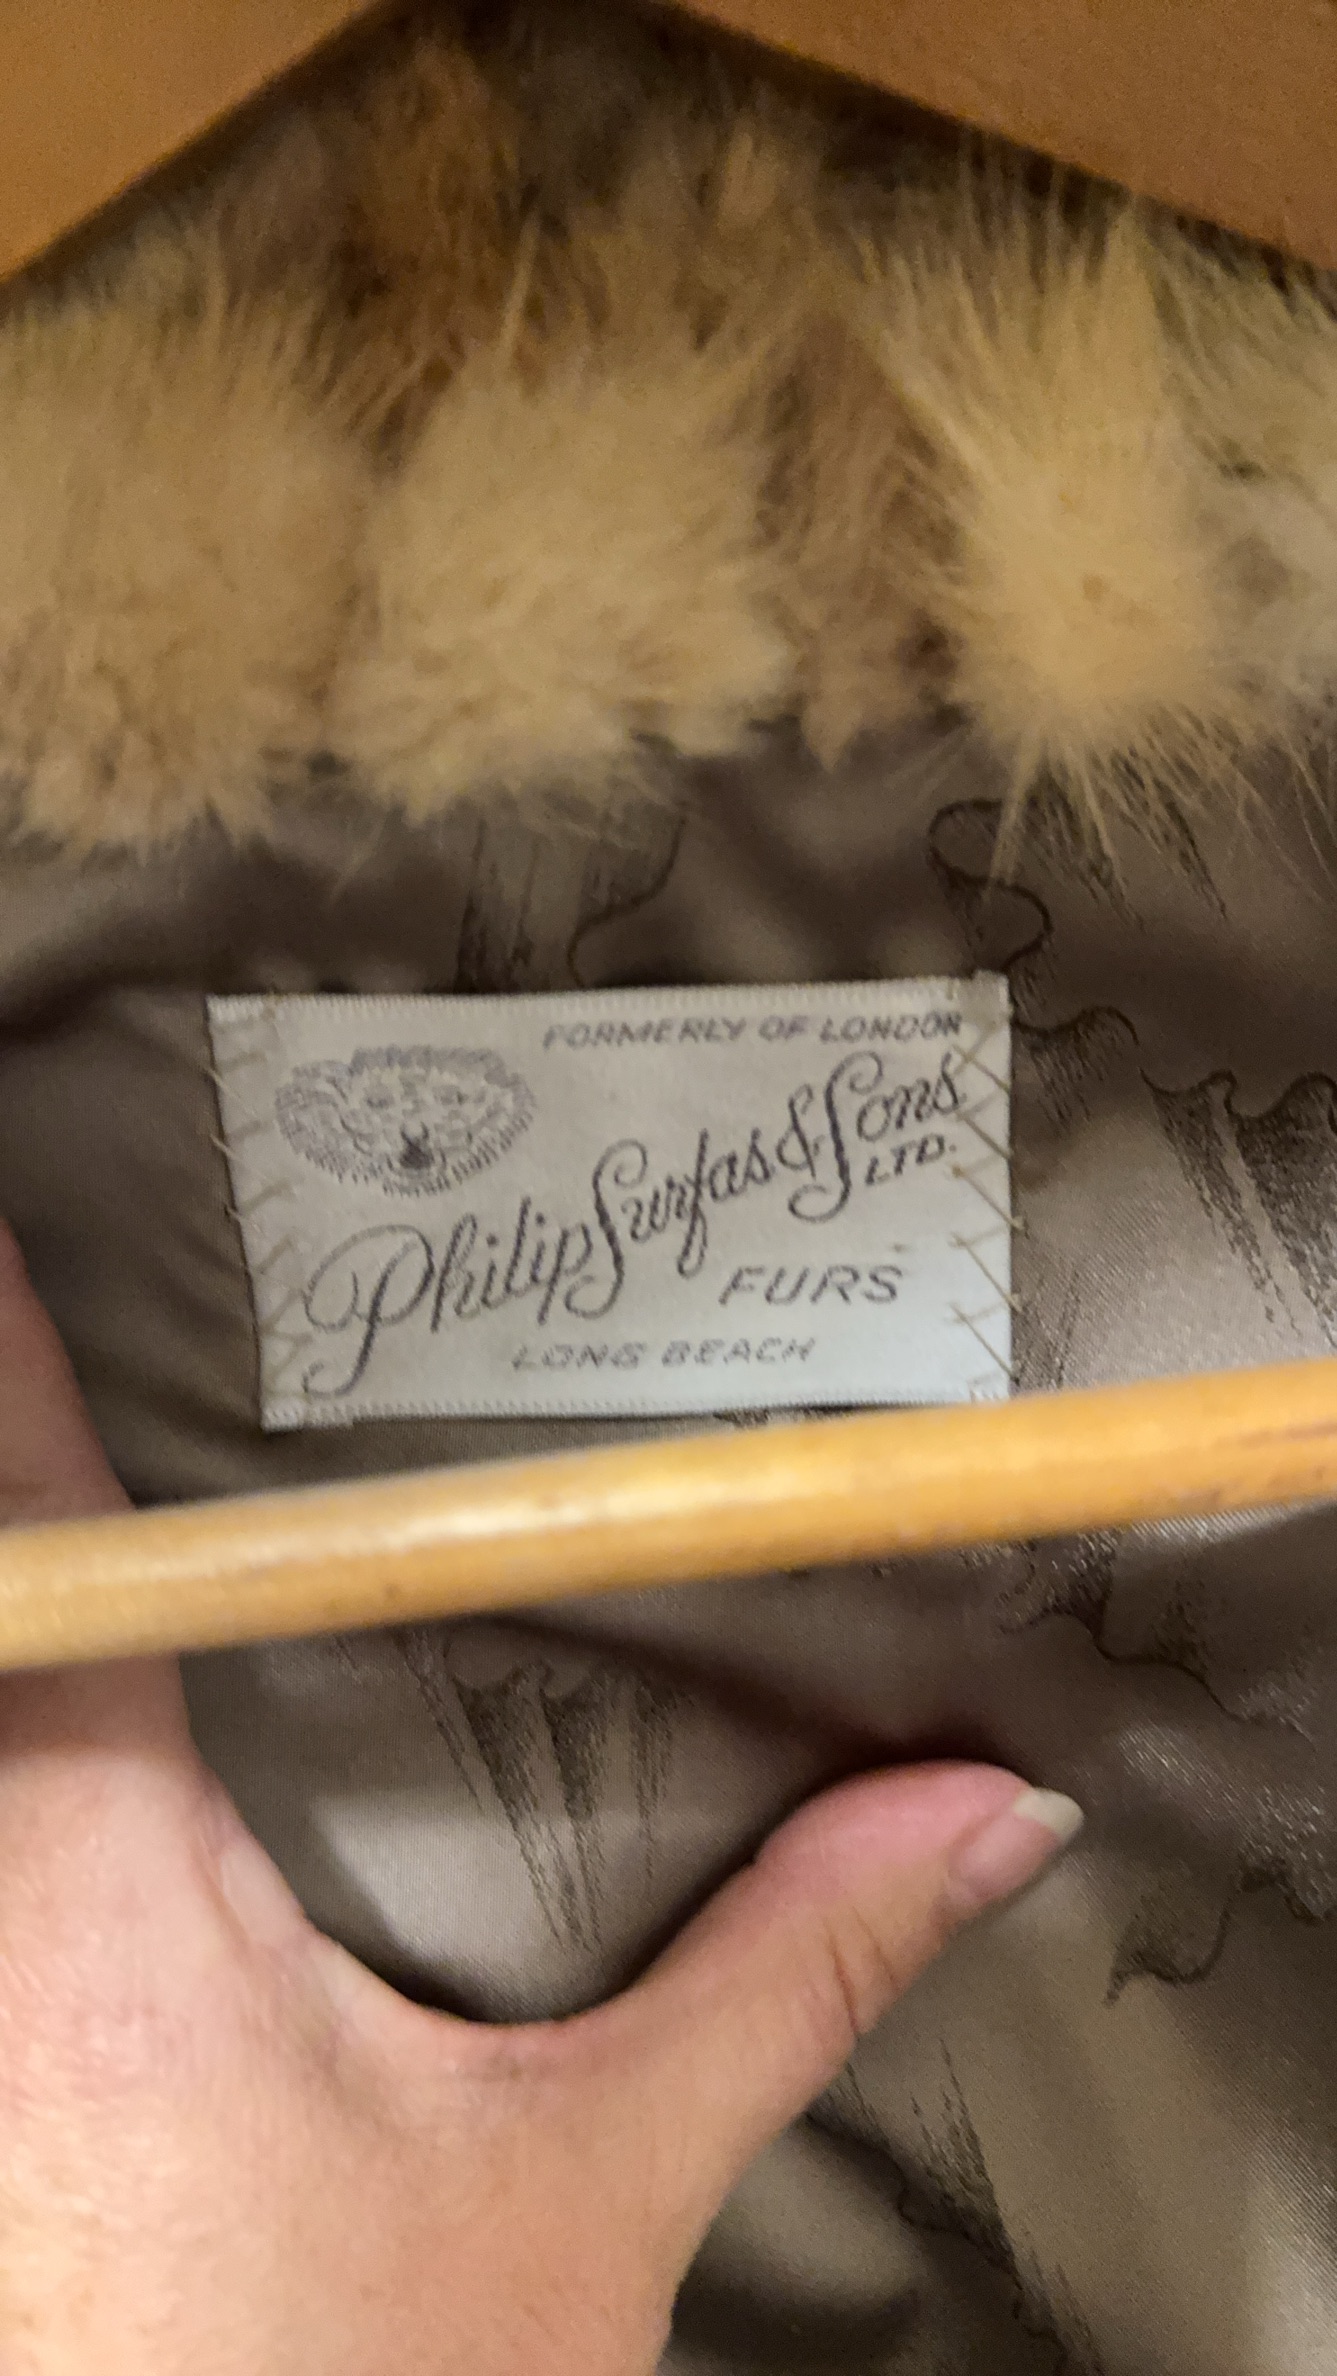 FORMERLY OF LONDON
Philip Surfas & Sons
LTD.
FURS
LONG BEACH